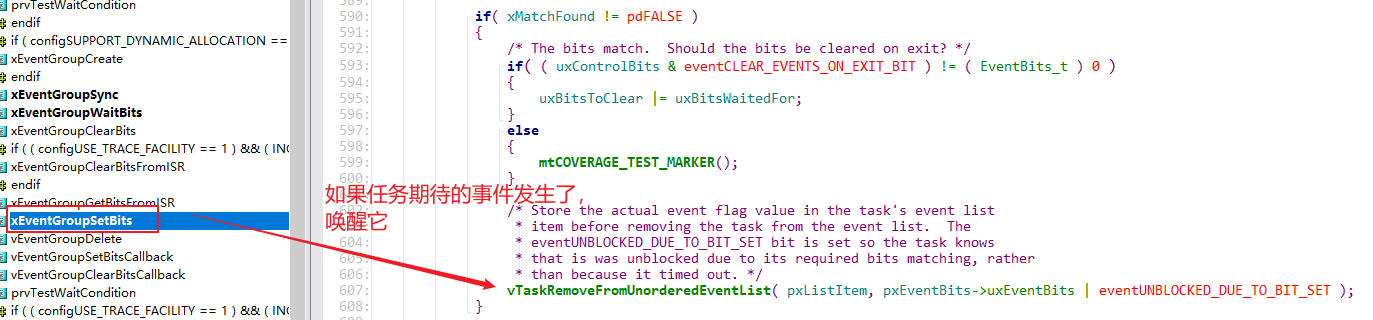 prvTestWaitCondition
endif
if ( configSUPPORT_DYNAMIC_ALLOCATION ==
xEventGroupCreate
endif
xEventGroupSync
xEventGroupWaitBits
xEventGroupClearBits
if ( ( configUSE_TRACE_FACILITY == 1 ) && ( INC
xEventGroupClearBitsFromISR
endif
xEventGroupGetBitsFromISR
xEventGroupSetBits
vEventGroupDelete
vEventGroupSetBitsCallback
vEventGroupClearBitsCallback
prvTestWaitCondition
if ( ( configUSE_TRACE_FACILITY == 1 ) && ( INC
590: if( xMatchFound != pdFALSE )
591: {
592: /* The bits match.  Should the bits be cleared on exit? */
593: if( ( uxControlBits & eventCLEAR_EVENTS_ON_EXIT_BIT ) != ( EventBits_t ) 0 )
594: {
595: uxBitsToClear |= uxBitsWaitedFor;
596: }
597: else
598: {
599: mtCOVERAGE_TEST_MARKER();
600: }
如果任务期待的事件发生了，
唤醒它
/* Store the actual event flag value in the task's event list
* item before removing the task from the event list.  The
604: * eventUNBLOCKED_DUE_TO_BIT_SET bit is set so the task knows
605: * that is was unblocked due to its required bits matching, rather
606: * than because it timed out. */
607: vTaskRemoveFromUnorderedEventList( pxListItem, pxEventBits->uxEventBits | eventUNBLOCKED_DUE_TO_BIT_SET );
608: }